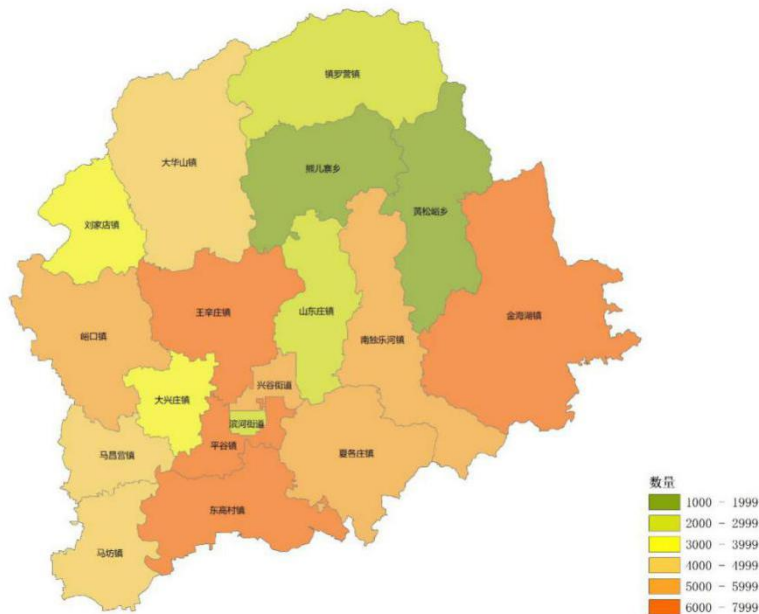 镇罗营镇
大华山镇
熊儿寨乡
黄松峪乡
刘家店镇
王辛庄镇
山东庄镇
金海湖镇
峪口镇
南独乐河镇
兴谷街道
大兴庄镇
滨河街道
平谷镇
马昌营镇
夏各庄镇
东高村镇
马坊镇
数量
1000 - 1999
2000 - 2999
3000 - 3999
4000 - 4999
5000 - 5999
6000 - 7999